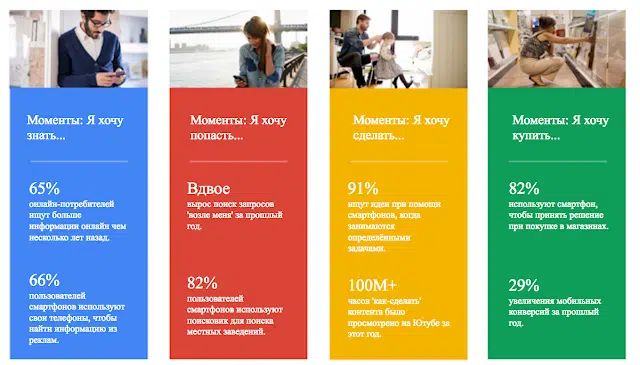 Моменты: Я хочу
знать...
65%
онлайн-потребителей
ищут больше
информации онлайн чем
несколько лет назад.
66%
пользователей
смартфонов используют
свои телефоны, чтобы
найти информацию из
реклам.
Моменты: Я хочу
попасть...
Вдвое
вырос поиск запросов
'возле меня' за прошлый
год.
82%
пользователей
смартфонов используют
поисковик для поиска
местных заведений.
Моменты: Я хочу
сделать...
91%
ищут идеи при помощи
смартфонов, когда
занимаются
определёнными
задачами.
100М+
часов 'как-сделать'
контента было
просмотрено на Ютубе за
этот год.
Моменты: Я хочу
купить...
82%
используют смартфон,
чтобы принять решение
при покупке в магазинах.
29%
увеличения мобильных
конверсий за прошлый
год.